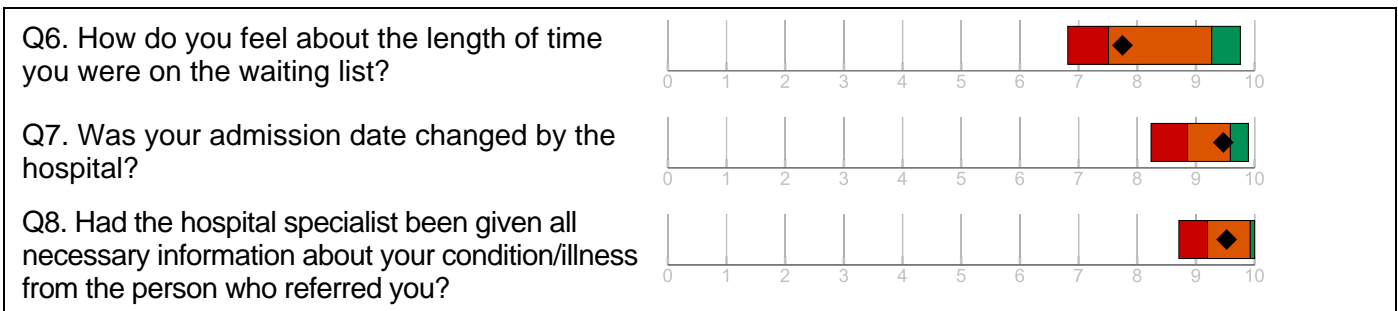 Q6. How do you feel about the length of time
you were on the waiting list?
0 1 2 3 4 5 6 7 8 9 10
Q7. Was your admission date changed by the
hospital?
0 1 2 3 4 5 6 7 8 9 10
Q8. Had the hospital specialist been given all
necessary information about your condition/illness
from the person who referred you?
0 1 2 3 4 5 6 7 8 9 10